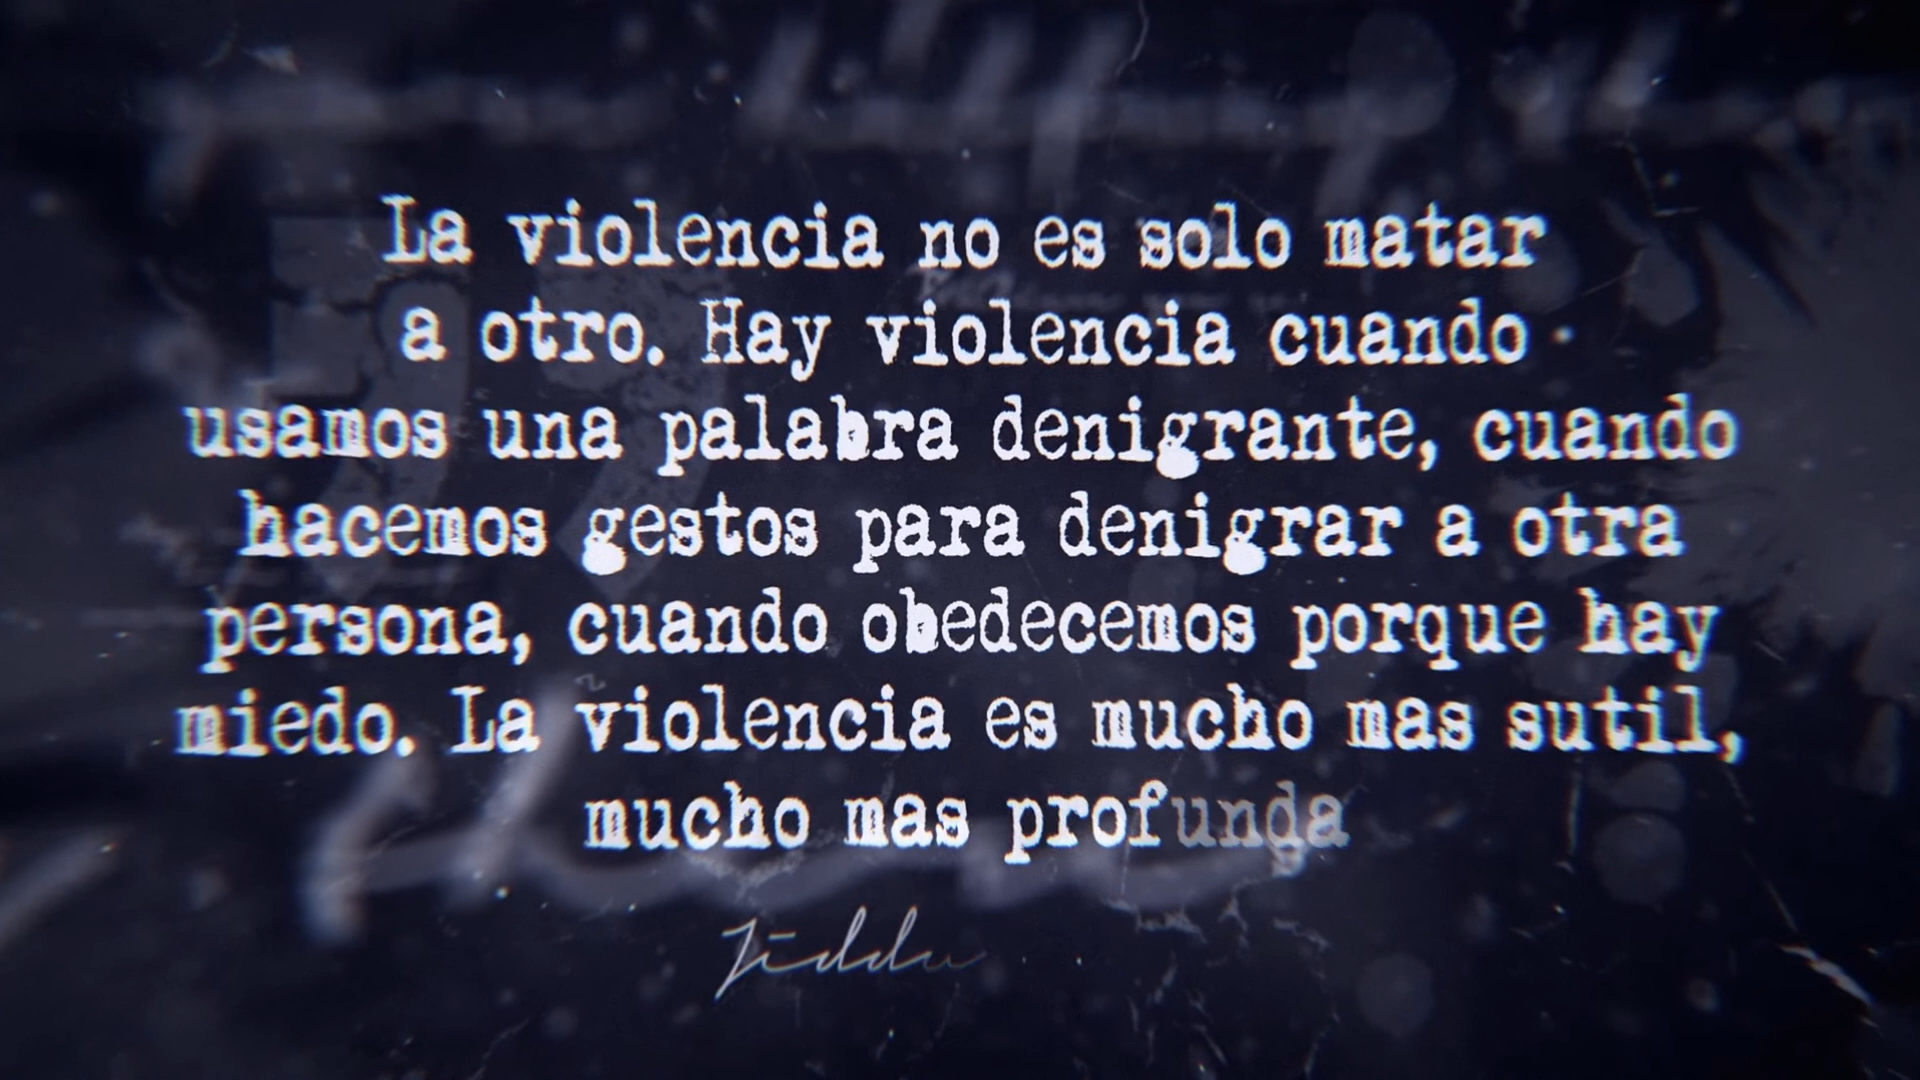 La violencia no es solo matar
a otro. Hay violencia cuando
usamos una palabra denigrante, cuando
hacemos gestos para denigrar a otra
persona, cuando obedecemos porque hay
miedo. La violencia es mucho mas sutil,
mucho mas profunda
Jiddu